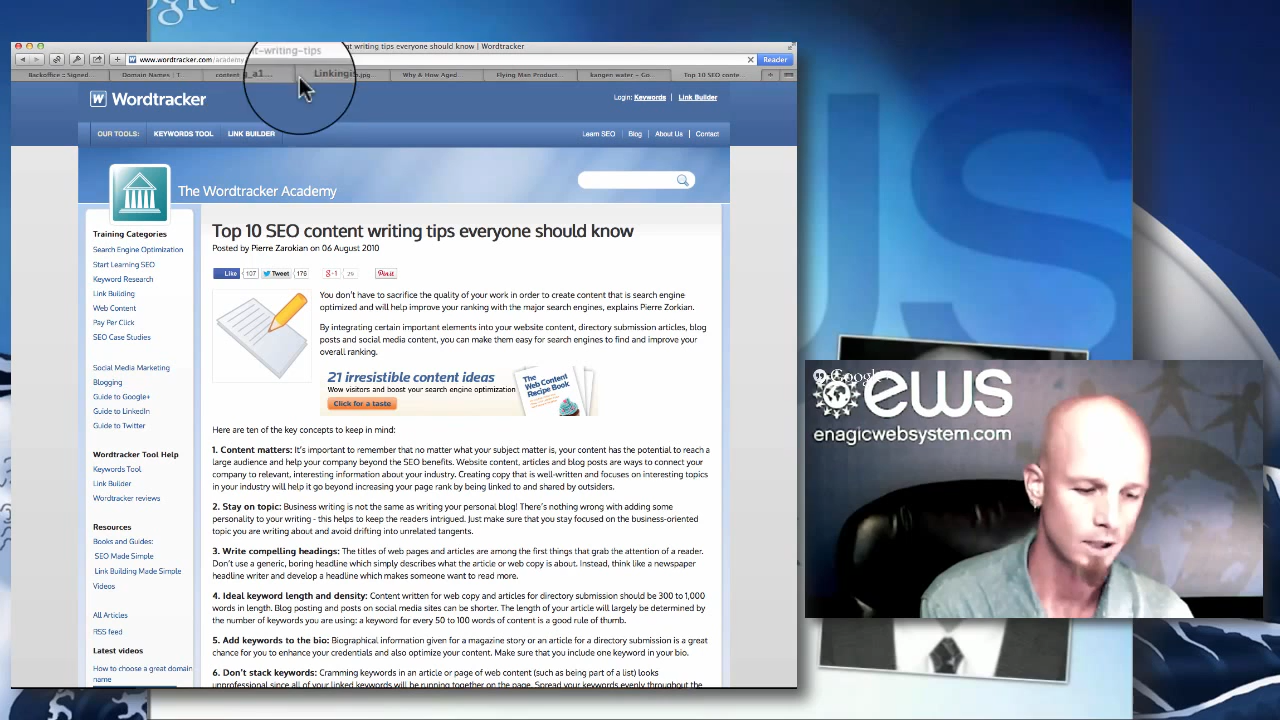 t-writing-tips
nt writing tips everyone should know | Wordtracker
www.wordtracker.com/academy
Reader
Backoffice :: Signed
Domain Names | T
content
g_a1...
Linking
.jpg...
Why & How Aged
Flying Man Product
kangen water – Go
Top 10 SEO conte
Wordtracker
Login: Keywords | Link Builder
OUR TOOLS: KEYWORDS TOOL LINK BUILDER
Learn SEO | Blog | About Us | Contact
The Wordtracker Academy
Training Categories
Search Engine Optimization
Start Learning SEO
Keyword Research
Link Building
Web Content
Pay Per Click
SEO Case Studies
Social Media Marketing
Blogging
Guide to Google+
Guide to LinkedIn
Guide to Twitter
Wordtracker Tool Help
Keywords Tool
Link Builder
Wordtracker reviews
Resources
Books and Guides:
SEO Made Simple
Link Building Made Simple
Videos
All Articles
RSS feed
Latest videos
How to choose a great domain
name
Top 10 SEO content writing tips everyone should know
Posted by Pierre Zarokian on 06 August 2010
Like 107 Tweet 176 g+1 29 Pin it
You don't have to sacrifice the quality of your work in order to create content that is search engine
optimized and will help improve your ranking with the major search engines, explains Pierre Zorkian.
By integrating certain important elements into your website content, directory submission articles, blog
posts and social media content, you can make them easy for search engines to find and improve your
overall ranking.
21 irresistible content ideas
Wow visitors and boost your search engine optimization
Click for a taste
The Web Content Recipe Book
Here are ten of the key concepts to keep in mind:
1. Content matters: It's important to remember that no matter what your subject matter is, your content has the potential to reach a
large audience and help your company beyond the SEO benefits. Website content, articles and blog posts are ways to connect your
company to relevant, interesting information about your industry. Creating copy that is well-written and focuses on interesting topics
in your industry will help it go beyond increasing your page rank by being linked to and shared by outsiders.
2. Stay on topic: Business writing is not the same as writing your personal blog! There's nothing wrong with adding some
personality to your writing - this helps to keep the readers intrigued. Just make sure that you stay focused on the business-oriented
topic you are writing about and avoid drifting into unrelated tangents.
3. Write compelling headings: The titles of web pages and articles are among the first things that grab the attention of a reader.
Don't use a generic, boring headline which simply describes what the article or web copy is about. Instead, think like a newspaper
headline writer and develop a headline which makes someone want to read more.
4. Ideal keyword length and density: Content written for web copy and articles for directory submission should be 300 to 1,000
words in length. Blog posting and posts on social media sites can be shorter. The length of your article will largely be determined by
the number of keywords you are using: a keyword for every 50 to 100 words of content is a good rule of thumb.
5. Add keywords to the bio: Biographical information given for a magazine story or an article for a directory submission is a great
chance for you to enhance your credentials and also optimize your content. Make sure that you include one keyword in your bio.
6. Don't stack keywords: Cramming keywords in an article or page of web content (such as being part of a list) looks
unprofessional since all of your linked keywords will be running together on the page. Spread your keywords evenly throughout the
Google
ews
enagicwebsystem.com